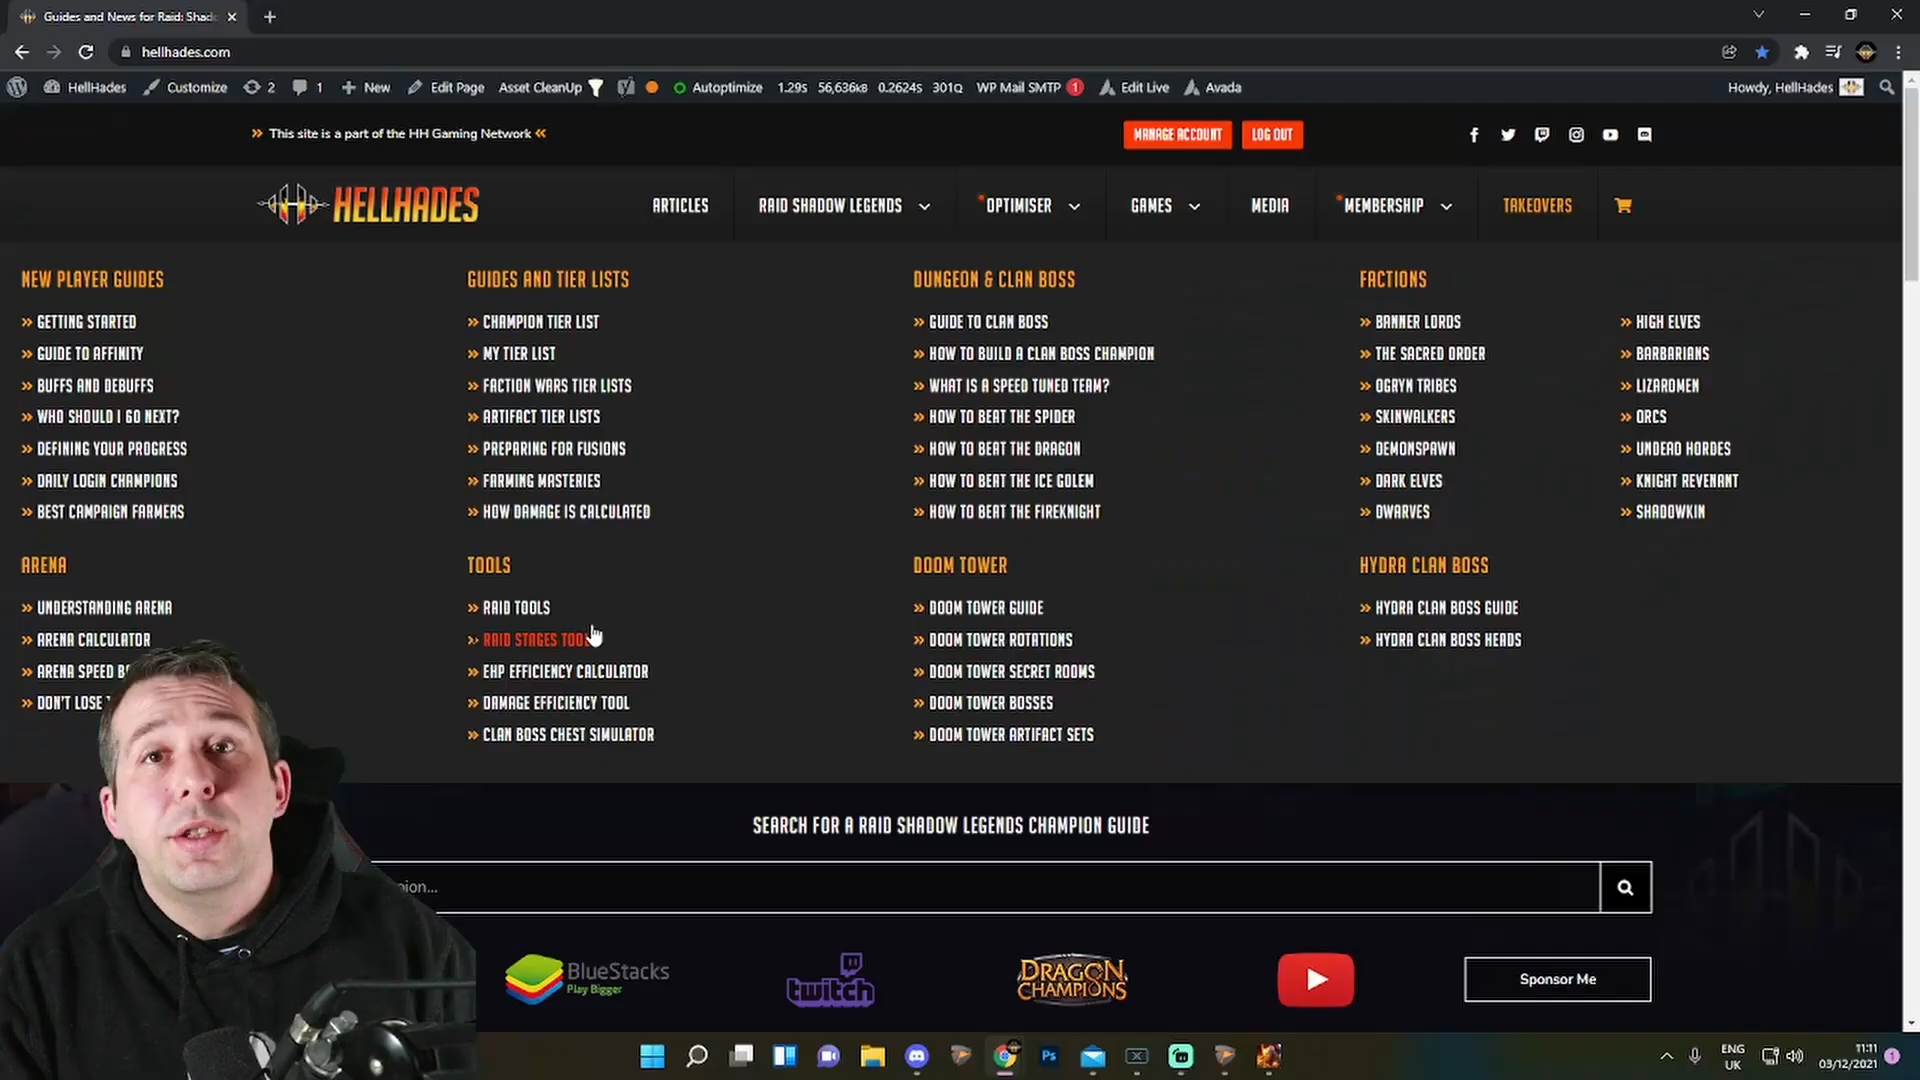 Guides and News for Raid: Shad
hellhades.com
HellHades Customize 2 1 New Edit Page Asset CleanUp Autoptimize 1.29s 56,636kB 0.2624s 301Q WP Mail SMTP 1 Edit Live Avada Howdy, HellHades
» This site is a part of the HH Gaming Network «
MANAGE ACCOUNT LOG OUT
HELLHADES
ARTICLES RAID SHADOW LEGENDS OPTIMISER GAMES MEDIA MEMBERSHIP TAKEOVERS
NEW PLAYER GUIDES
» GETTING STARTED
» GUIDE TO AFFINITY
» BUFFS AND DEBUFFS
» WHO SHOULD I GO NEXT?
» DEFINING YOUR PROGRESS
» DAILY LOGIN CHAMPIONS
» BEST CAMPAIGN FARMERS
GUIDES AND TIER LISTS
» CHAMPION TIER LIST
» MY TIER LIST
» FACTION WARS TIER LISTS
» ARTIFACT TIER LISTS
» PREPARING FOR FUSIONS
» FARMING MASTERIES
» HOW DAMAGE IS CALCULATED
DUNGEON & CLAN BOSS
» GUIDE TO CLAN BOSS
» HOW TO BUILD A CLAN BOSS CHAMPION
» WHAT IS A SPEED TUNED TEAM?
» HOW TO BEAT THE SPIDER
» HOW TO BEAT THE DRAGON
» HOW TO BEAT THE ICE GOLEM
» HOW TO BEAT THE FIREKNIGHT
FACTIONS
» BANNER LORDS
» THE SACRED ORDER
» OGRYN TRIBES
» SKINWALKERS
» DEMONSPAWN
» DARK ELVES
» DWARVES
» HIGH ELVES
» BARBARIANS
» LIZARDMEN
» ORCS
» UNDEAD HORDES
» KNIGHT REVENANT
» SHADOWKIN
ARENA
» UNDERSTANDING ARENA
» ARENA CALCULATOR
» ARENA SPEED B
» DON'T LOSE
TOOLS
» RAID TOOLS
» RAID STAGES TOOL
» EHP EFFICIENCY CALCULATOR
» DAMAGE EFFICIENCY TOOL
» CLAN BOSS CHEST SIMULATOR
DOOM TOWER
» DOOM TOWER GUIDE
» DOOM TOWER ROTATIONS
» DOOM TOWER SECRET ROOMS
» DOOM TOWER BOSSES
» DOOM TOWER ARTIFACT SETS
HYDRA CLAN BOSS
» HYDRA CLAN BOSS GUIDE
» HYDRA CLAN BOSS HEADS
SEARCH FOR A RAID SHADOW LEGENDS CHAMPION GUIDE
pion...
BlueStacks
Play Bigger
twitch
DRAGON
CHAMPIONS
Sponsor Me
Ps
ENG
UK
11:11
03/12/2021
1